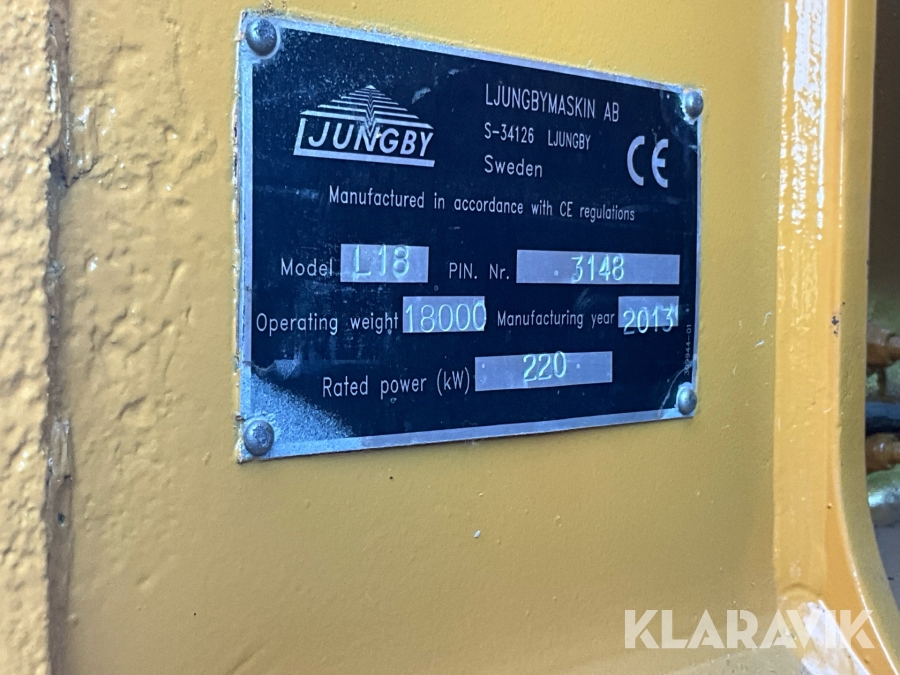 LJUNGBY
LJUNGBYMASKIN AB
S-34126 LJUNGBY
Sweden
CE
Manufactured in accordance with CE regulations
Model L18 PIN. Nr. 3148
Operating weight 18000 Manufacturing year 2013
Rated power (kW) 220
KLARAVIK